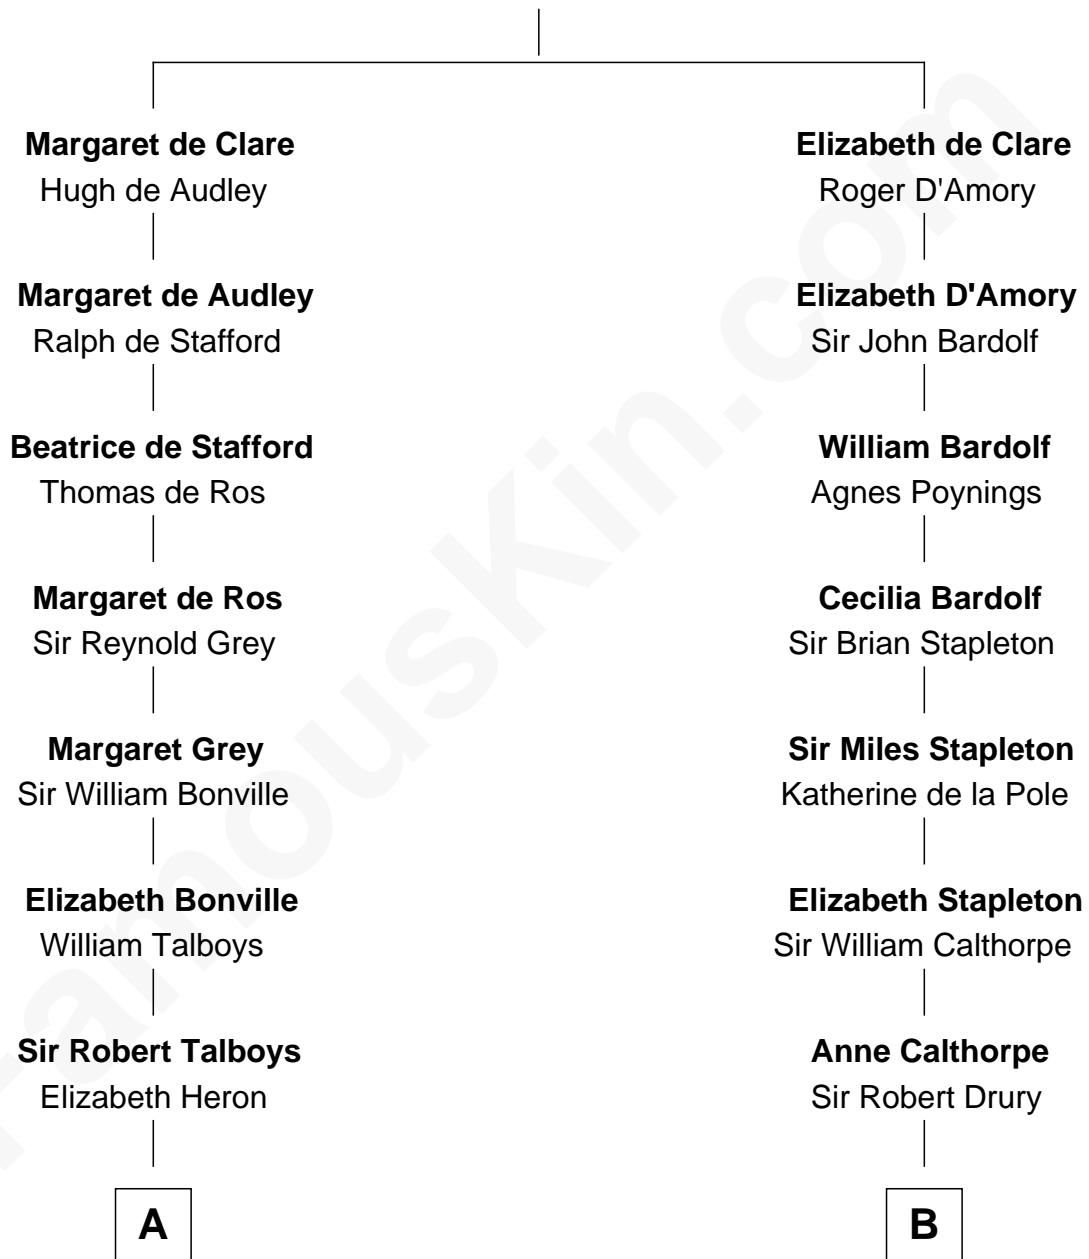 Margaret de Clare
Hugh de Audley
Margaret de Audley
Ralph de Stafford
Beatrice de Stafford
Thomas de Ros
Margaret de Ros
Sir Reynold Grey
Margaret Grey
Sir William Bonville
Elizabeth Bonville
William Talboys
Sir Robert Talboys
Elizabeth Heron
A
Elizabeth de Clare
Roger D'Amory
Elizabeth D'Amory
Sir John Bardolf
William Bardolf
Agnes Poynings
Cecilia Bardolf
Sir Brian Stapleton
Sir Miles Stapleton
Katherine de la Pole
Elizabeth Stapleton
Sir William Calthorpe
Anne Calthorpe
Sir Robert Drury
B
FamousKin.com